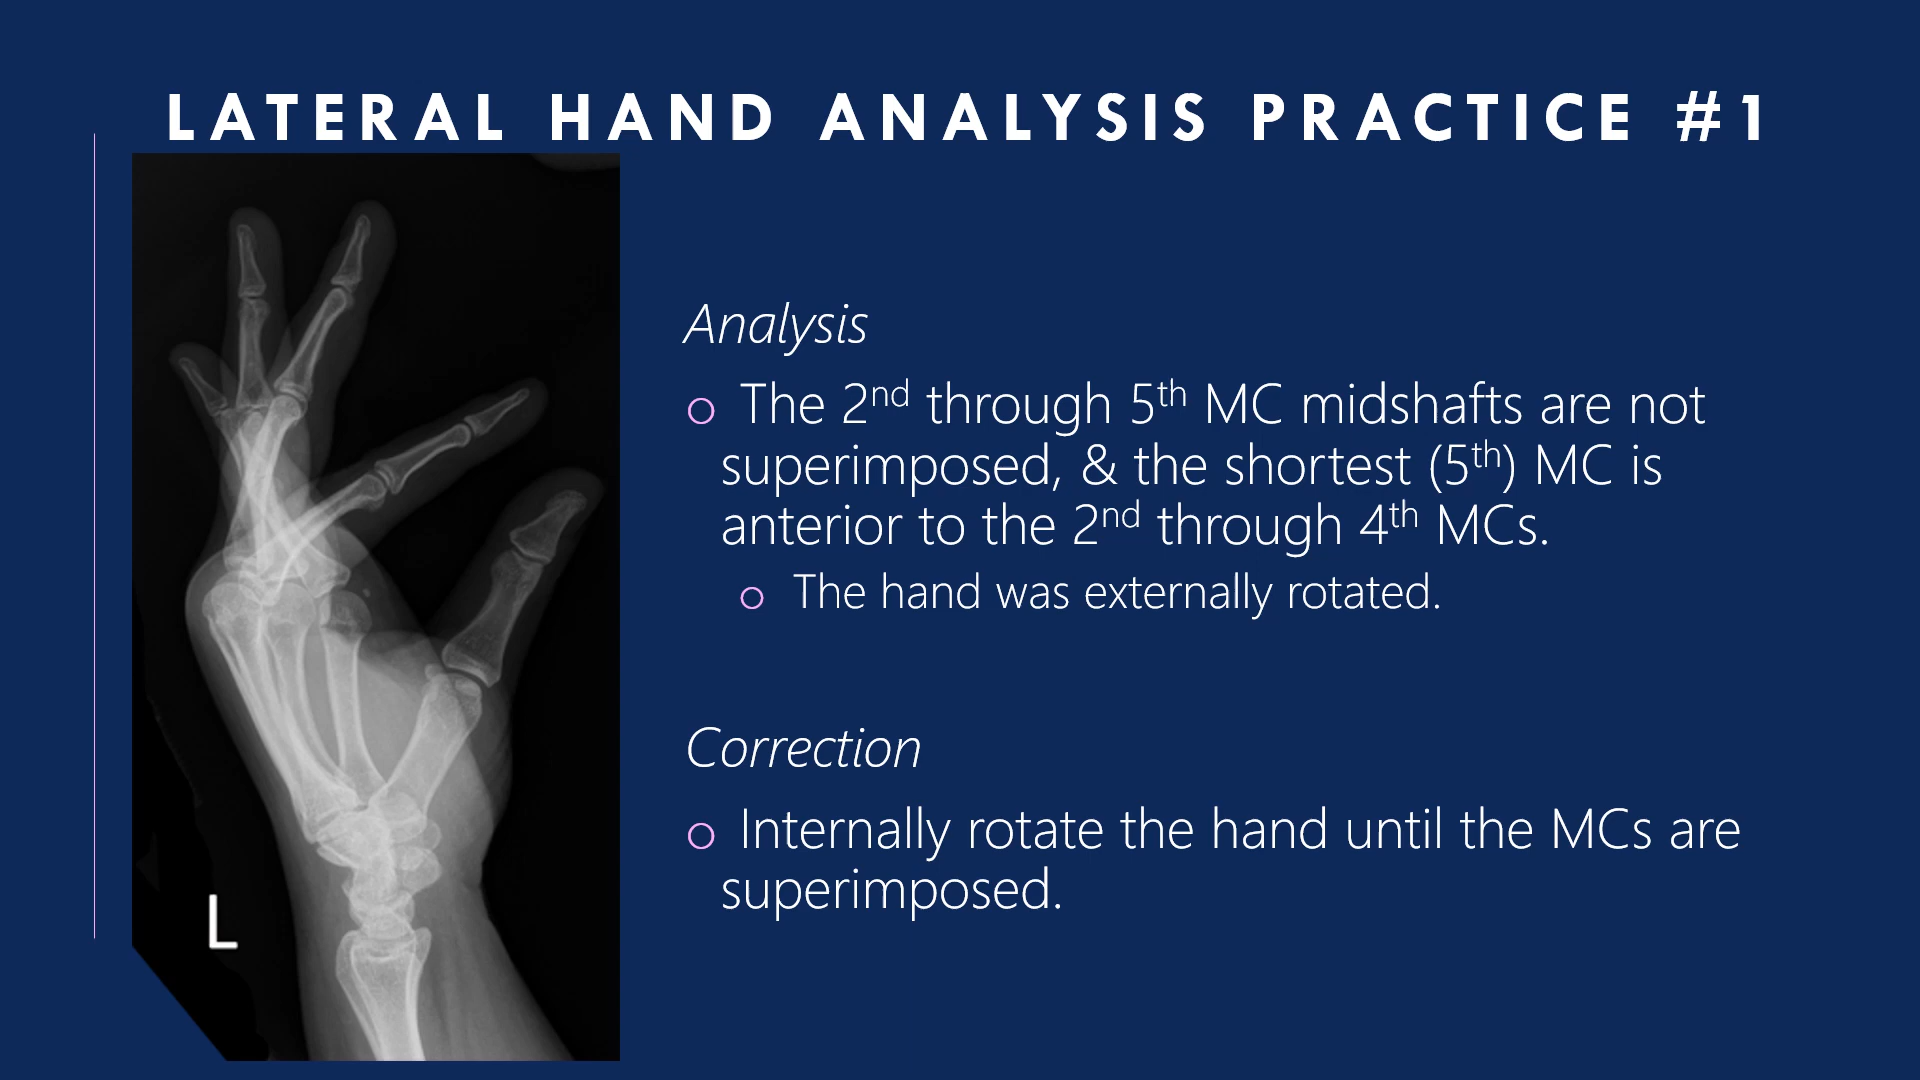 LATERAL HAND ANALYSIS PRACTICE #1
Analysis
The 2nd through 5th MC midshafts are not
superimposed, & the shortest (5th) MC is
anterior to the 2nd through 4th MCs.
The hand was externally rotated.
Correction
Internally rotate the hand until the MCs are
superimposed.
L